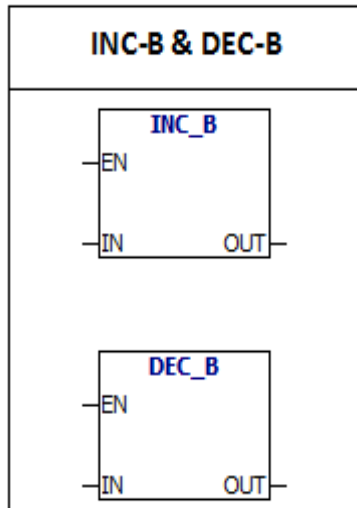 INC-B & DEC-B
INC_B
EN
IN OUT
DEC_B
EN
IN OUT